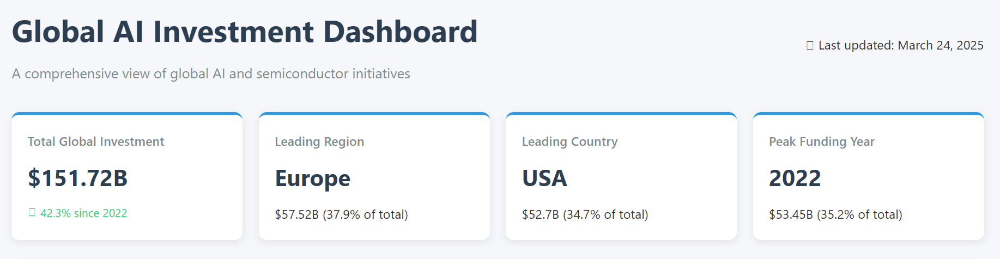 Global AI Investment Dashboard
Last updated: March 24, 2025
A comprehensive view of global AI and semiconductor initiatives
Total Global Investment
$151.72B
42.3% since 2022
Leading Region
Europe
$57.52B (37.9% of total)
Leading Country
USA
$52.7B (34.7% of total)
Peak Funding Year
2022
$53.45B (35.2% of total)